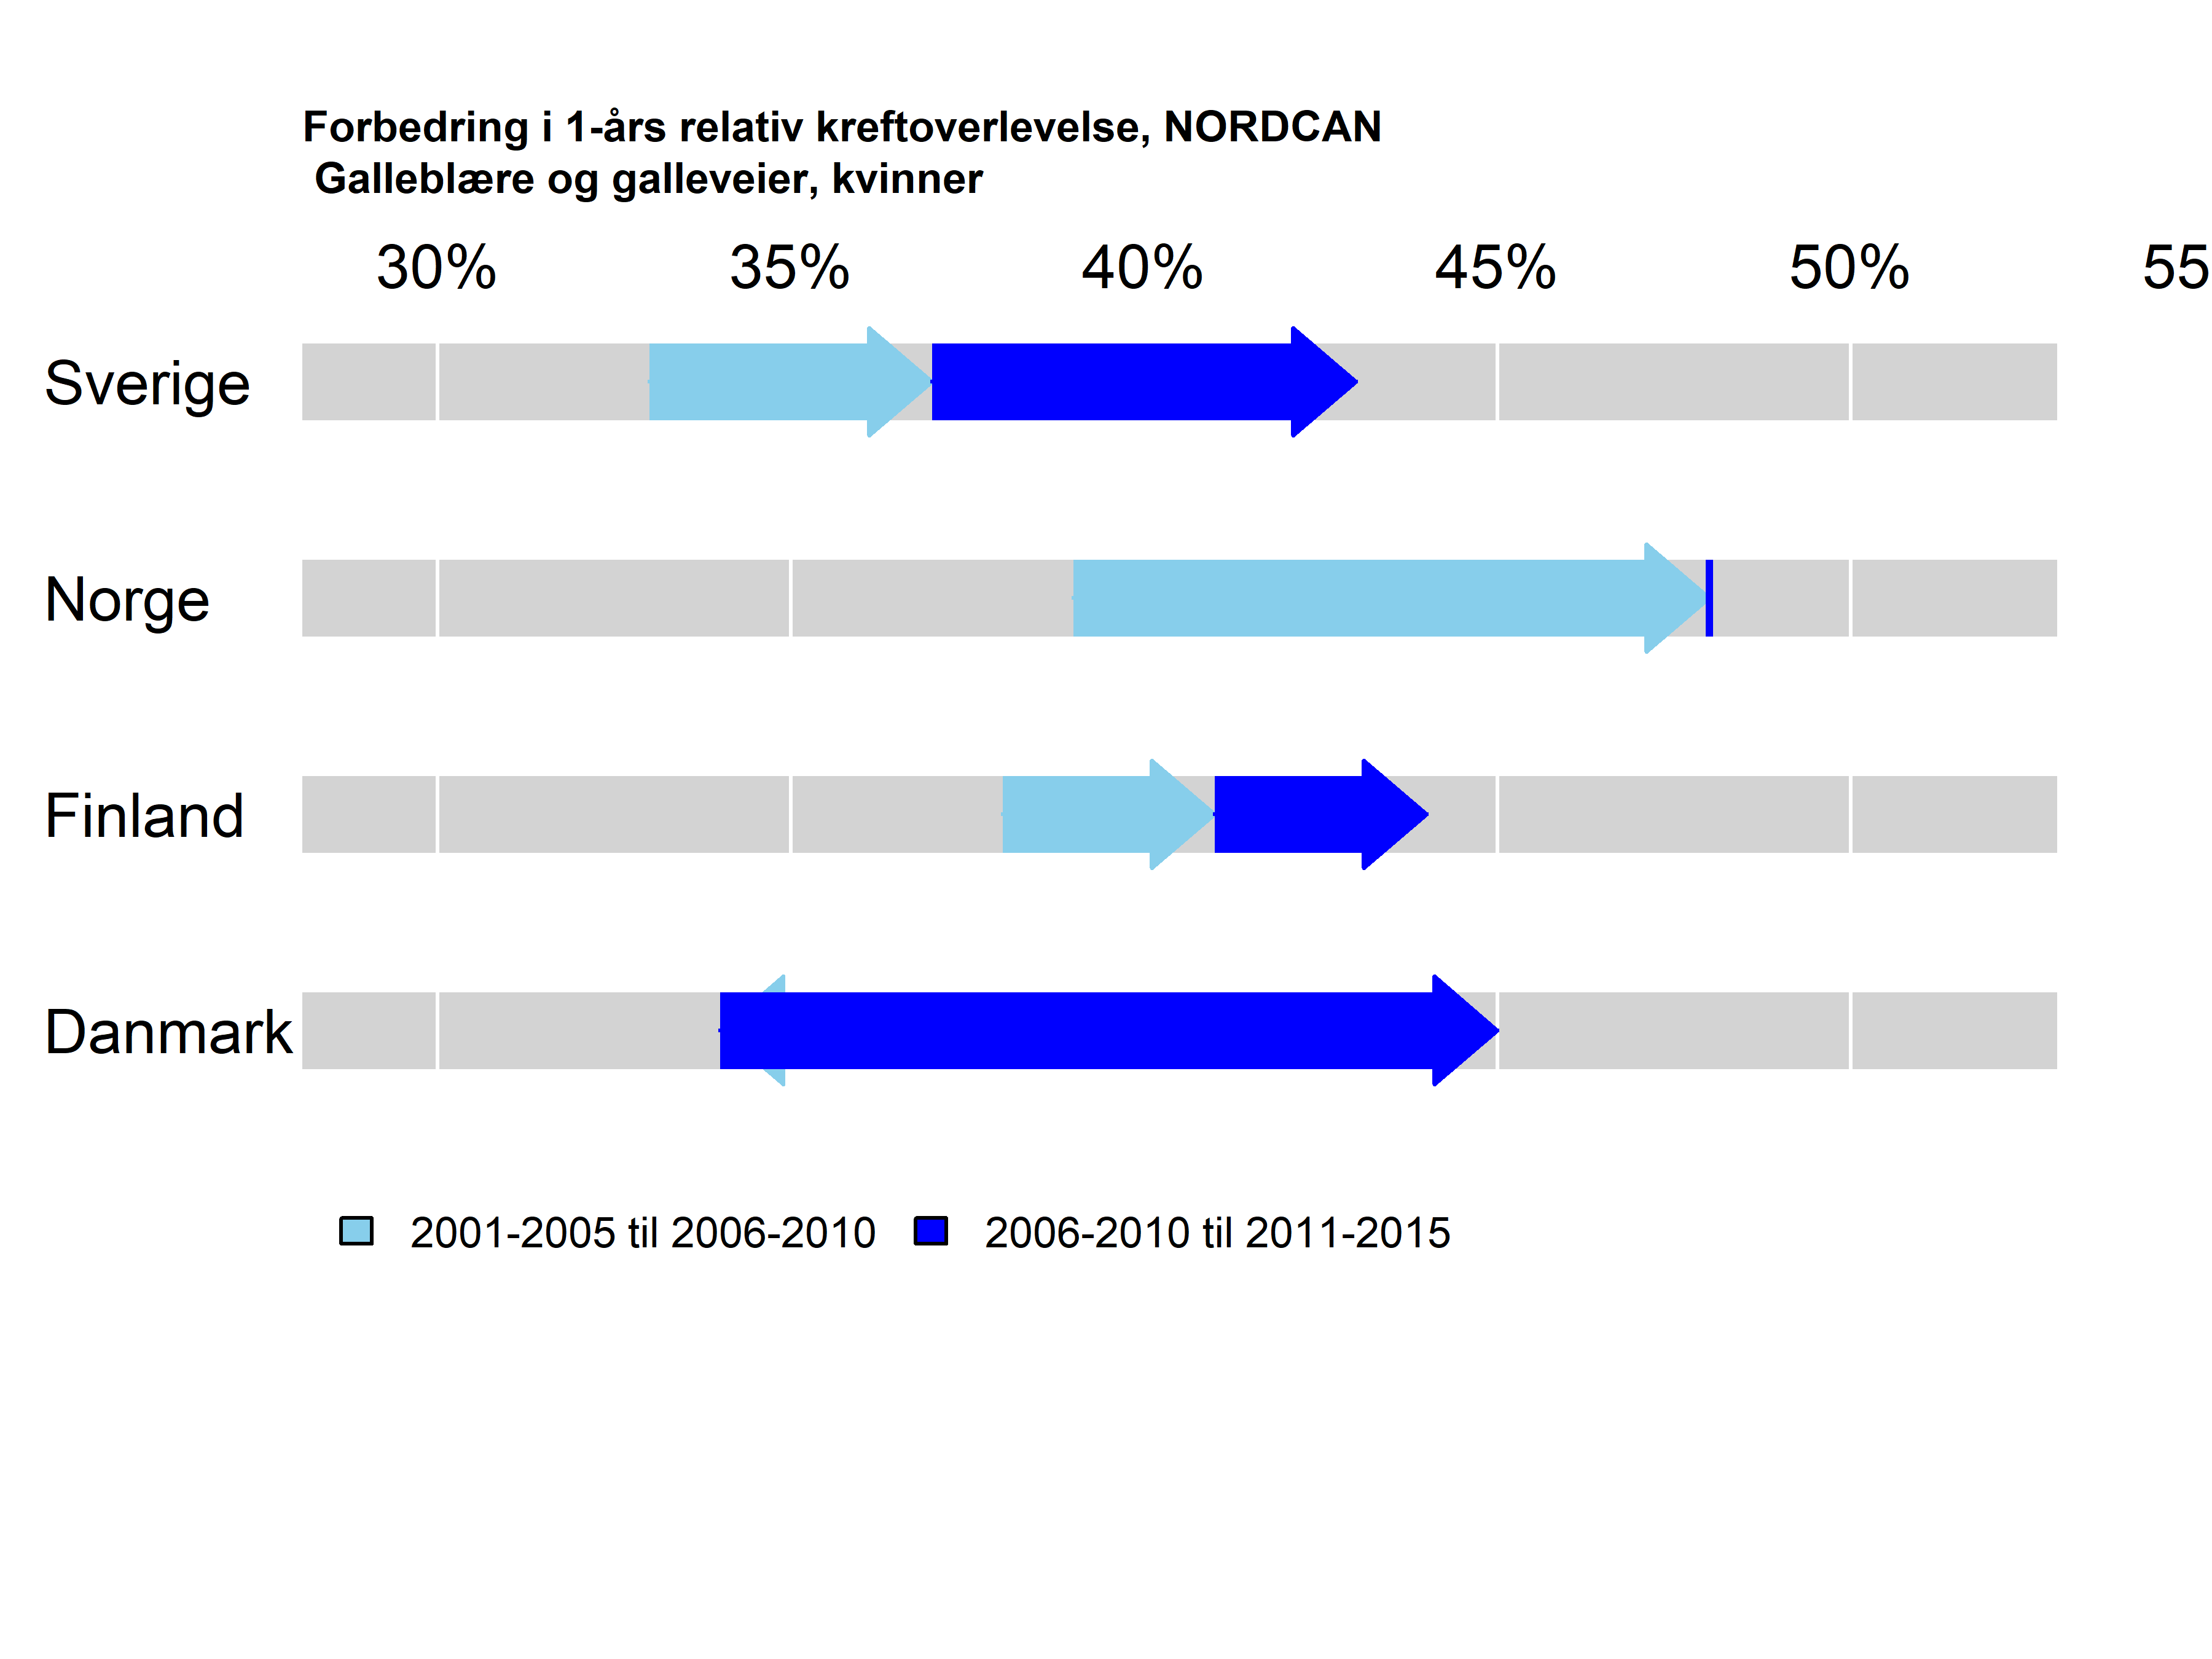 Forbedring i 1-års relativ kreftoverlevelse, NORDCAN
Galleblære og galleveier, kvinner
30% 35% 40% 45% 50% 55
Sverige
Norge
Finland
Danmark
2001-2005 til 2006-2010 2006-2010 til 2011-2015